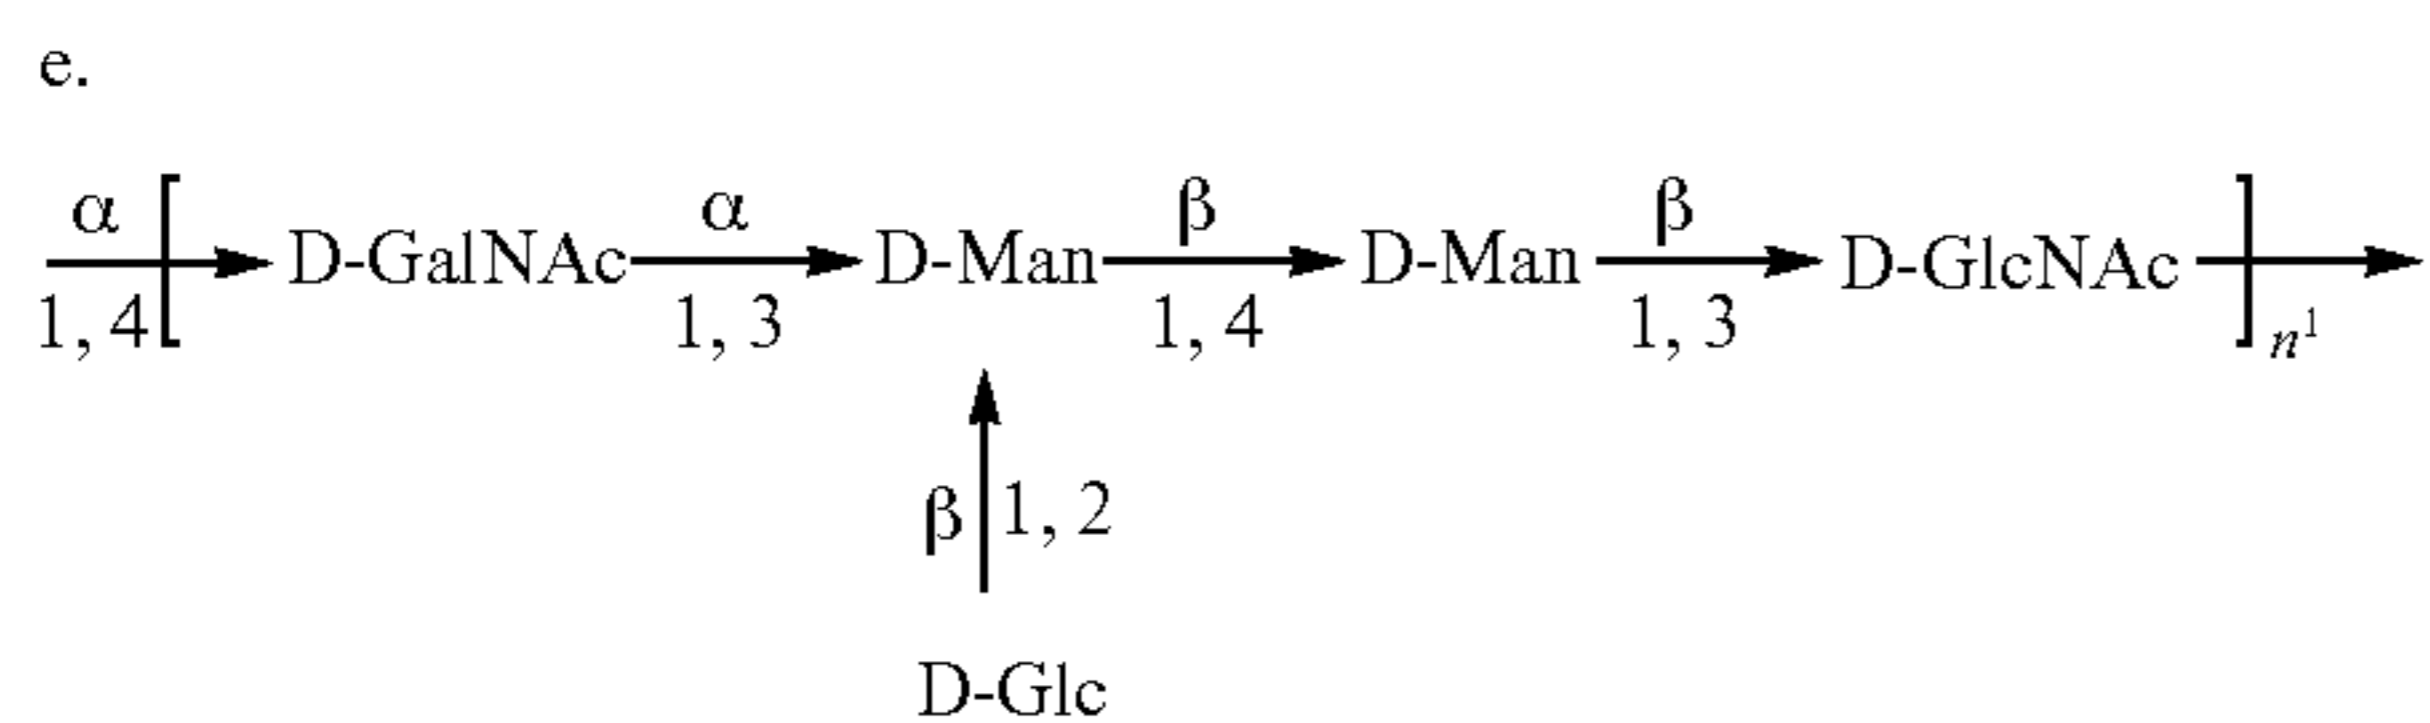 e.
α α β β
D-GalNAc D-Man D-Man D-GlcNAc
1, 4 1, 3 1, 4 1, 3 n¹
β 1, 2
D-Glc